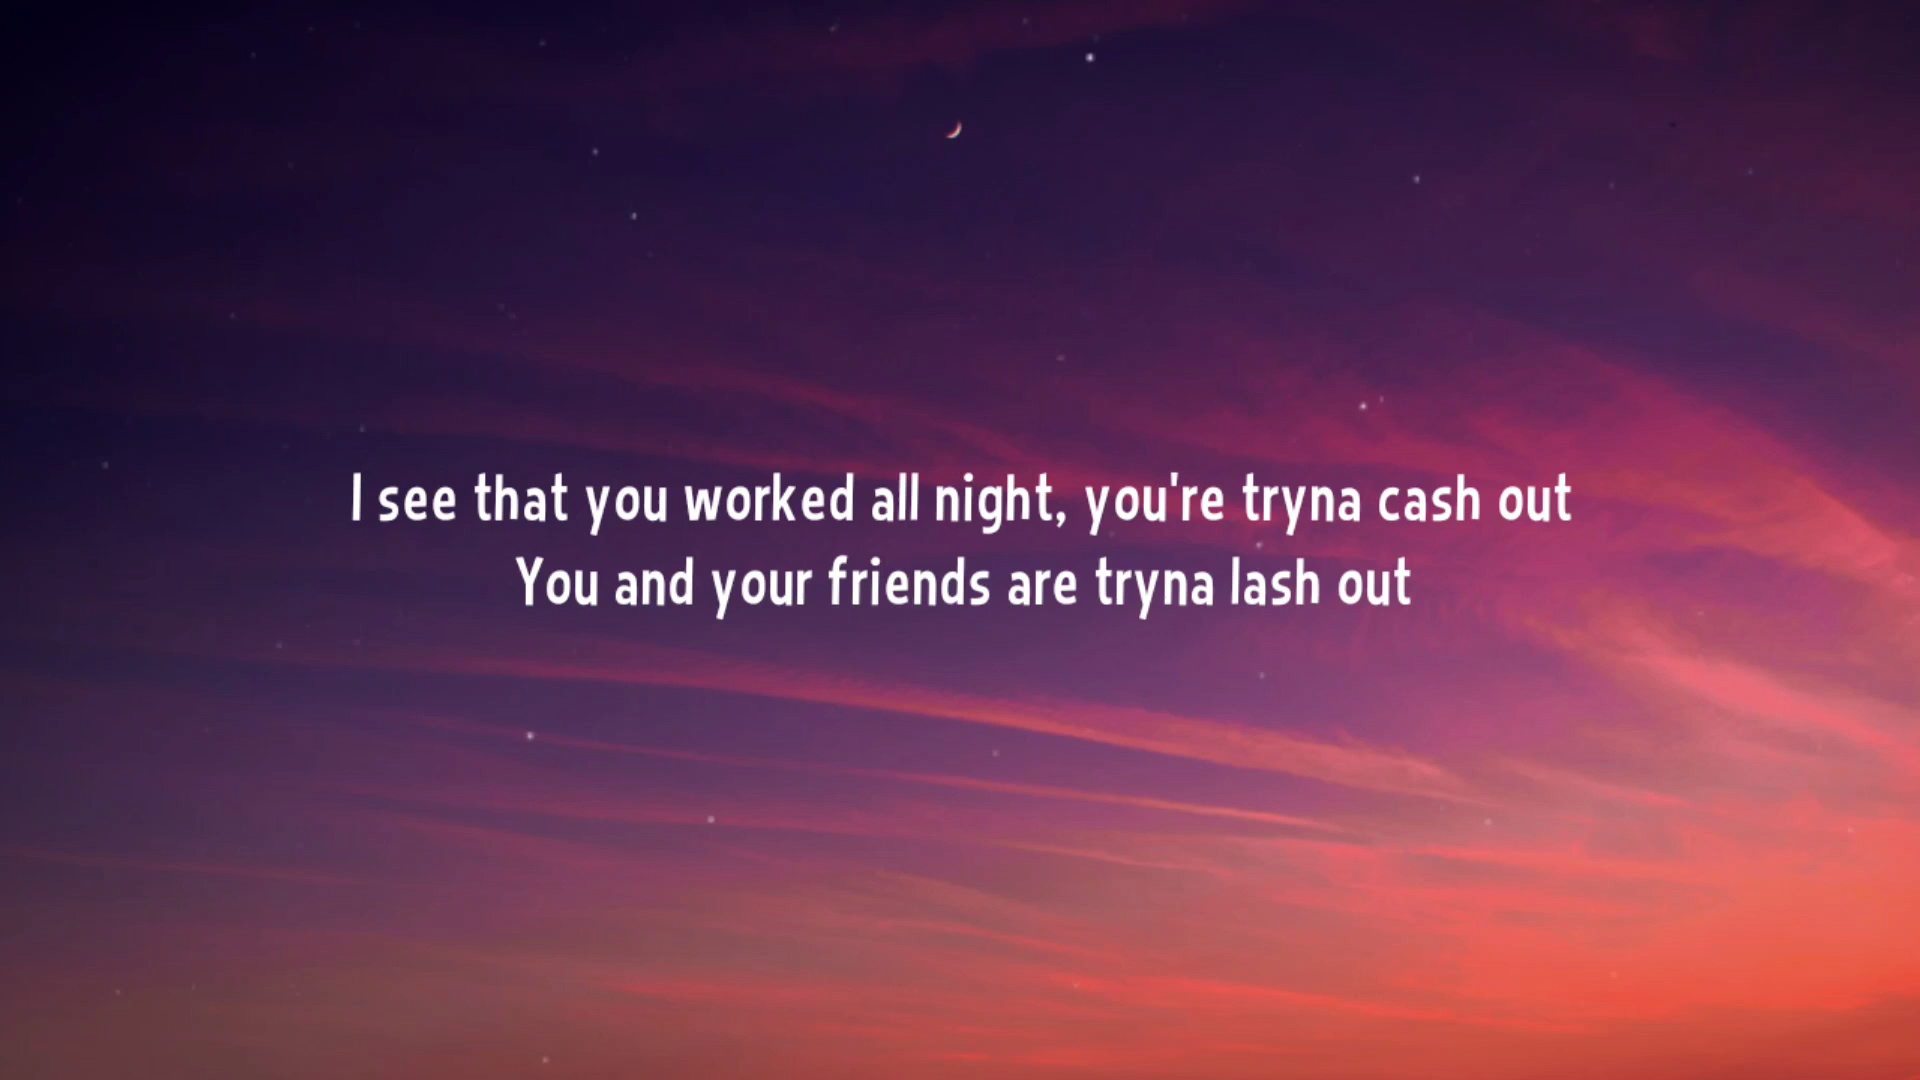 I see that you worked all night, you're tryna cash out
You and your friends are tryna lash out